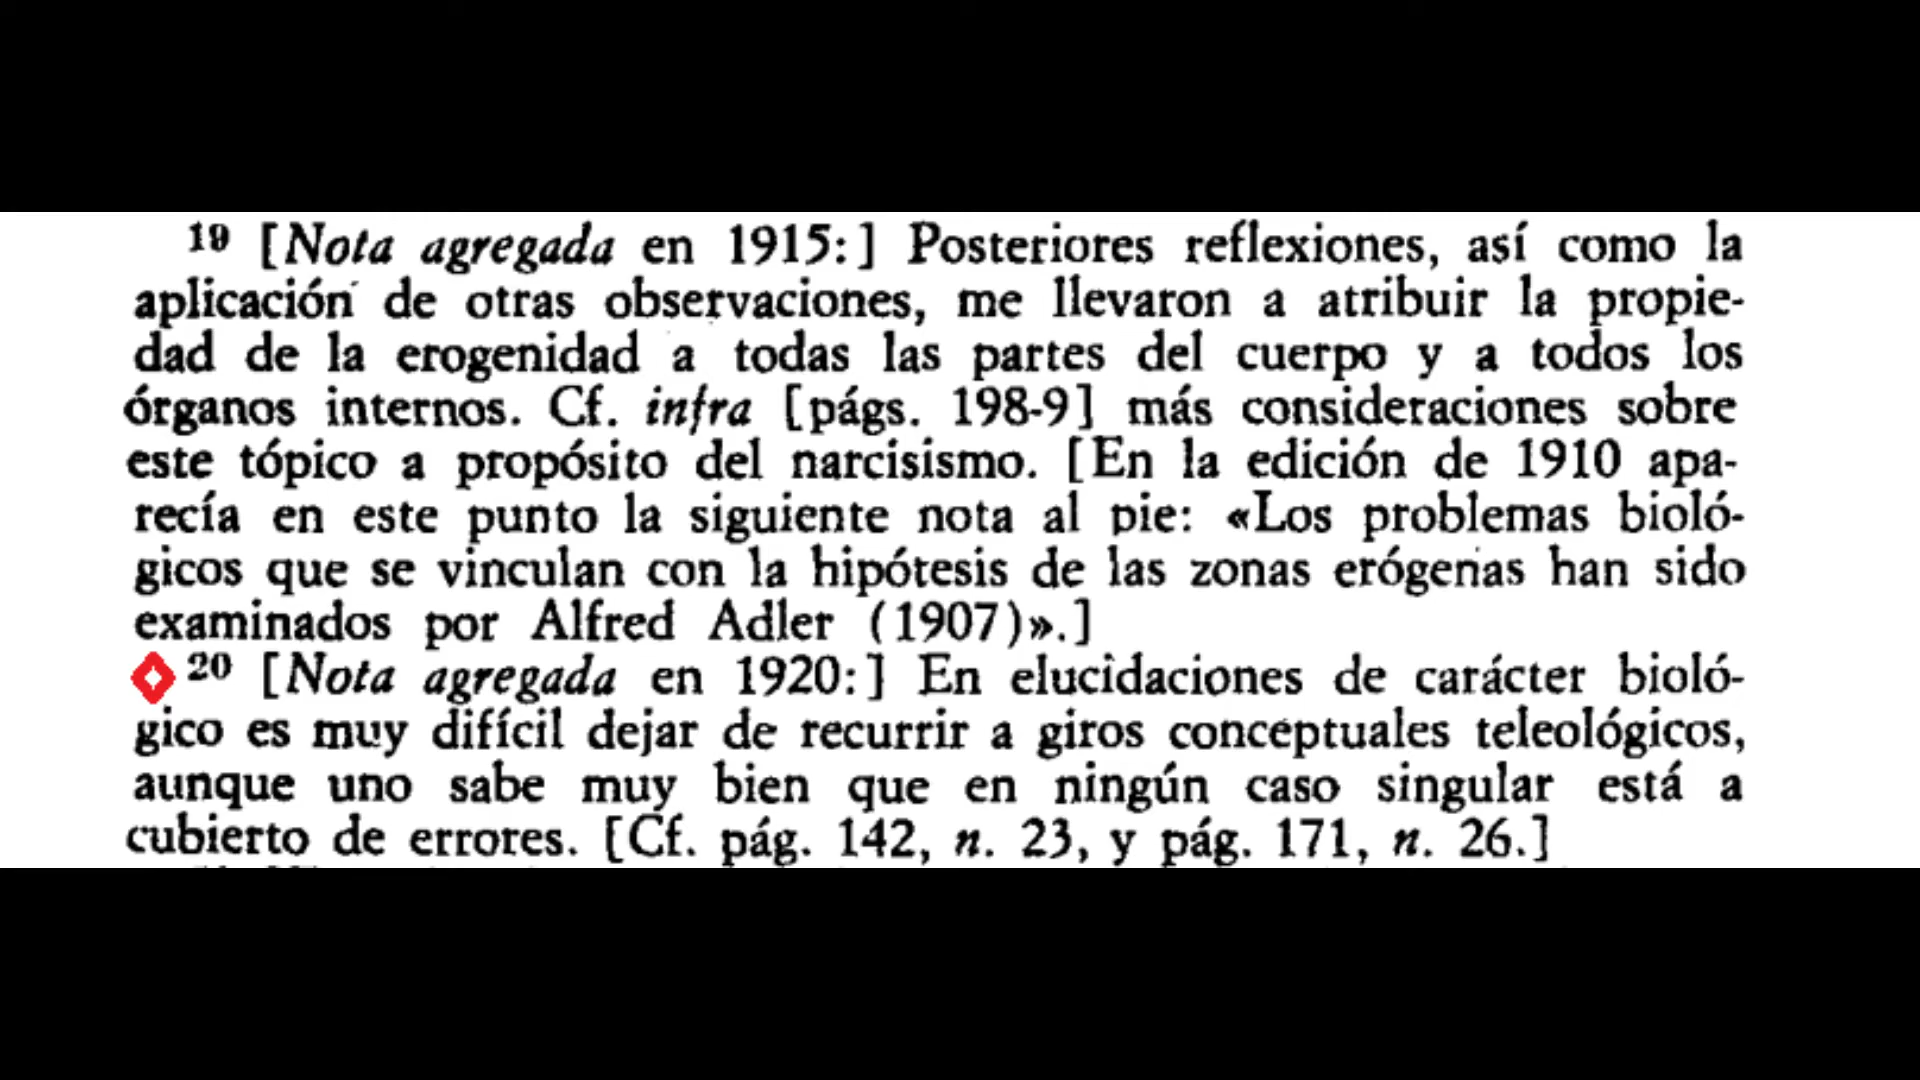 19 [Nota agregada en 1915:] Posteriores reflexiones, así como la
aplicación de otras observaciones, me llevaron a atribuir la propie-
dad de la erogenidad a todas las partes del cuerpo y a todos los
órganos internos. Cf. infra [págs. 198-9] más consideraciones sobre
este tópico a propósito del narcisismo. [En la edición de 1910 apa-
recía en este punto la siguiente nota al pie: «Los problemas bioló-
gicos que se vinculan con la hipótesis de las zonas erógenas han sido
examinados por Alfred Adler (1907)».]
20 [Nota agregada en 1920:] En elucidaciones de carácter bioló-
gico es muy difícil dejar de recurrir a giros conceptuales teleológicos,
aunque uno sabe muy bien que en ningún caso singular está a
cubierto de errores. [Cf. pág. 142, n. 23, y pág. 171, n. 26.]